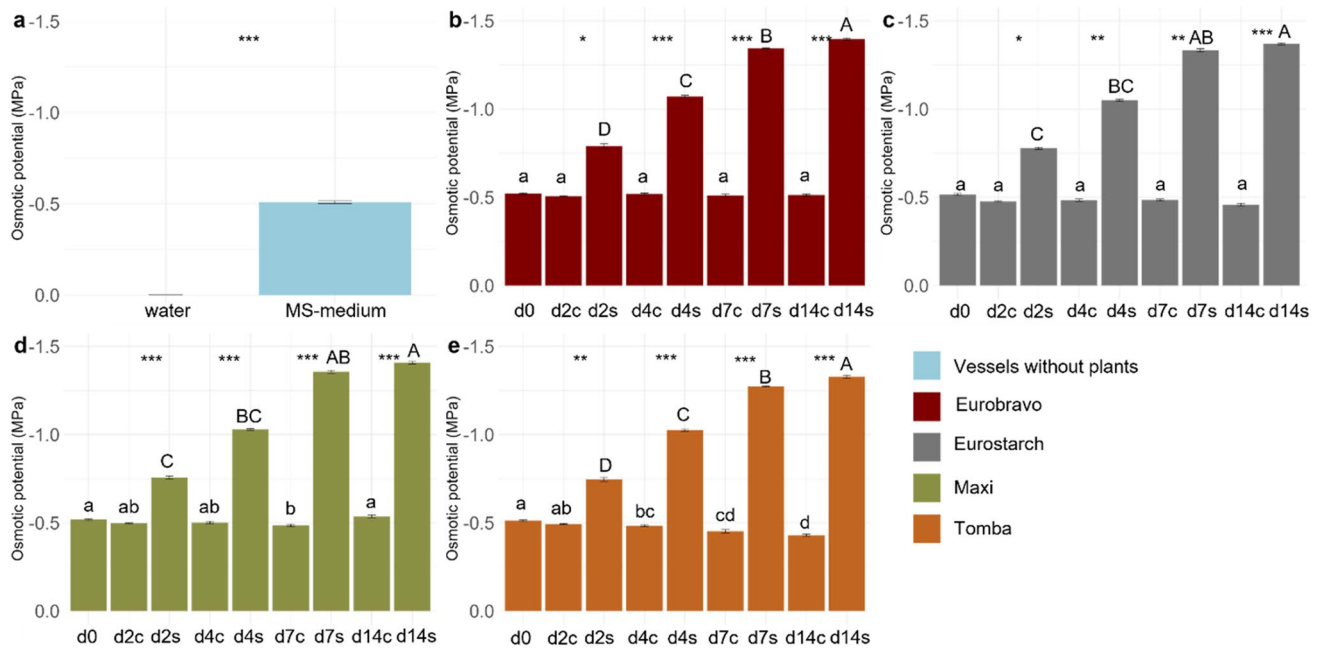 a
-1.5
***
-1.0
-0.5
0.0
Osmotic potential (MPa)
water MS-medium
b
-1.5
-1.0
-0.5
0.0
Osmotic potential (MPa)
* *** *** ***
D C B A
a a a a a
d0 d2c d2s d4c d4s d7c d7s d14c d14s
c
-1.5
-1.0
-0.5
0.0
Osmotic potential (MPa)
* ** ** ***
C BC AB A
a a a a a
d0 d2c d2s d4c d4s d7c d7s d14c d14s
d
-1.5
-1.0
-0.5
0.0
Osmotic potential (MPa)
*** *** *** ***
C BC AB A
a ab ab b a
d0 d2c d2s d4c d4s d7c d7s d14c d14s
e
-1.5
-1.0
-0.5
0.0
Osmotic potential (MPa)
** *** *** ***
D C B A
a ab bc cd d
d0 d2c d2s d4c d4s d7c d7s d14c d14s
Vessels without plants
Eurobravo
Eurostarch
Maxi
Tomba